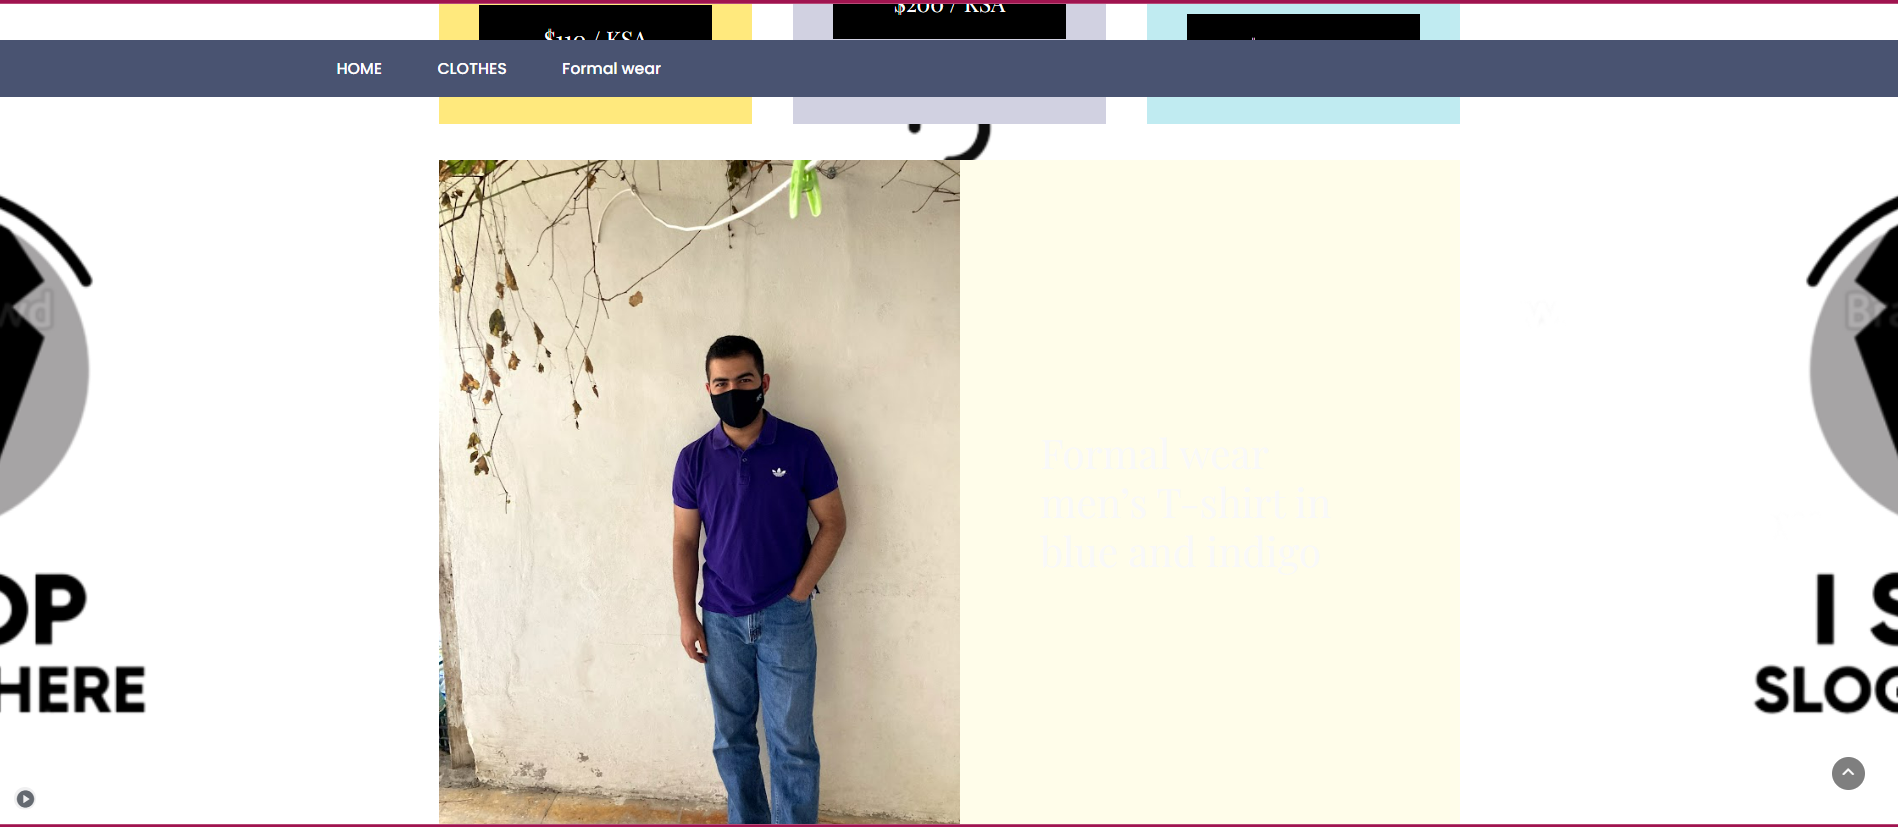 $200 / KSA
$110 / KSA
HOME CLOTHES Formal wear
Formal wear
men's T-shirt in
blue and indigo
OP
HERE
I S
SLOG